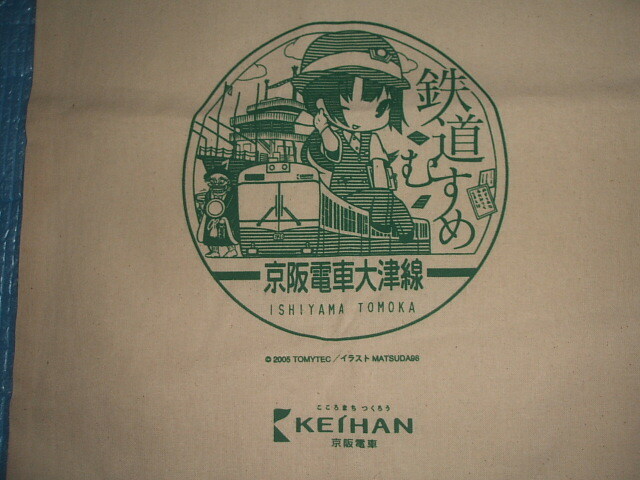 鉄道むすめ
京阪電車大津線
ISHIYAMA TOMOKA
© 2005 TOMYTEC／イラスト MATSUDA98
こころまち つくろう
KEIHAN
京阪電車